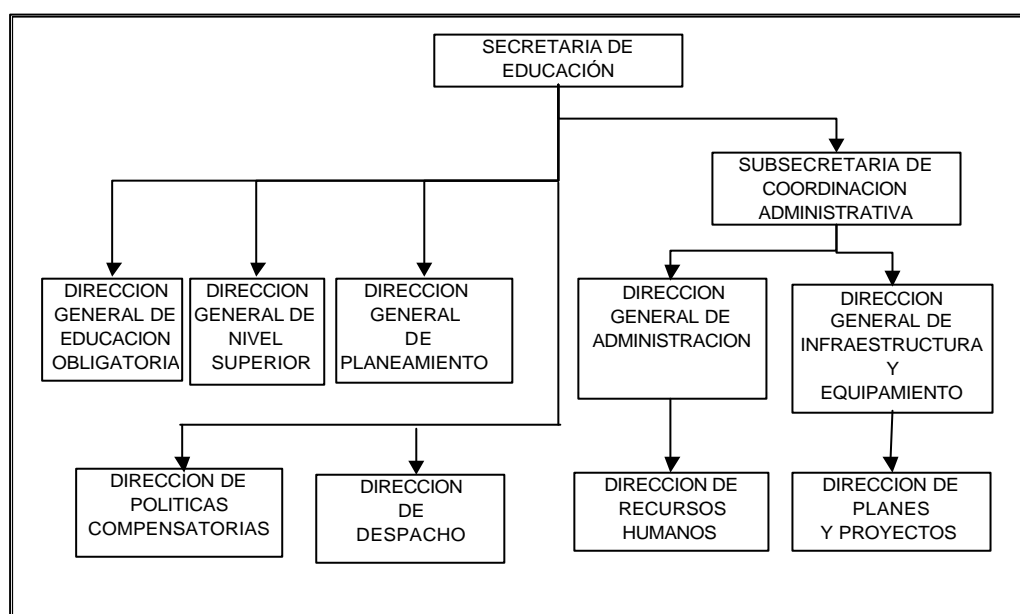 SECRETARIA DE
EDUCACIÓN
SUBSECRETARIA DE
COORDINACION
ADMINISTRATIVA
DIRECCION
GENERAL DE
EDUCACION
OBLIGATORIA
DIRECCION
GENERAL DE
NIVEL
SUPERIOR
DIRECCION
GENERAL
DE
PLANEAMIENTO
DIRECCION
GENERAL DE
ADMINISTRACION
DIRECCION
GENERAL DE
INFRAESTRUCTURA
Y
EQUIPAMIENTO
DIRECCION DE
POLITICAS
COMPENSATORIAS
DIRECCION
DE
DESPACHO
DIRECCION DE
RECURSOS
HUMANOS
DIRECCION DE
PLANES
Y PROYECTOS